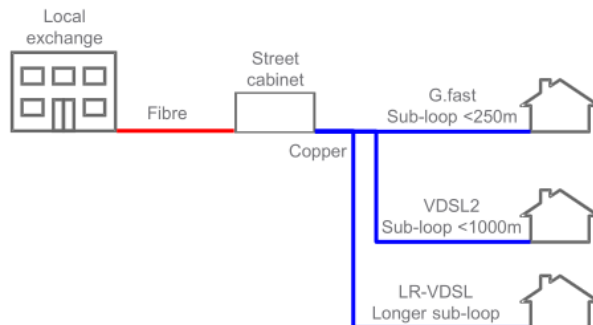 Local
exchange
Street
cabinet
Fibre
Copper
G.fast
Sub-loop <250m
VDSL2
Sub-loop <1000m
LR-VDSL
Longer sub-loop